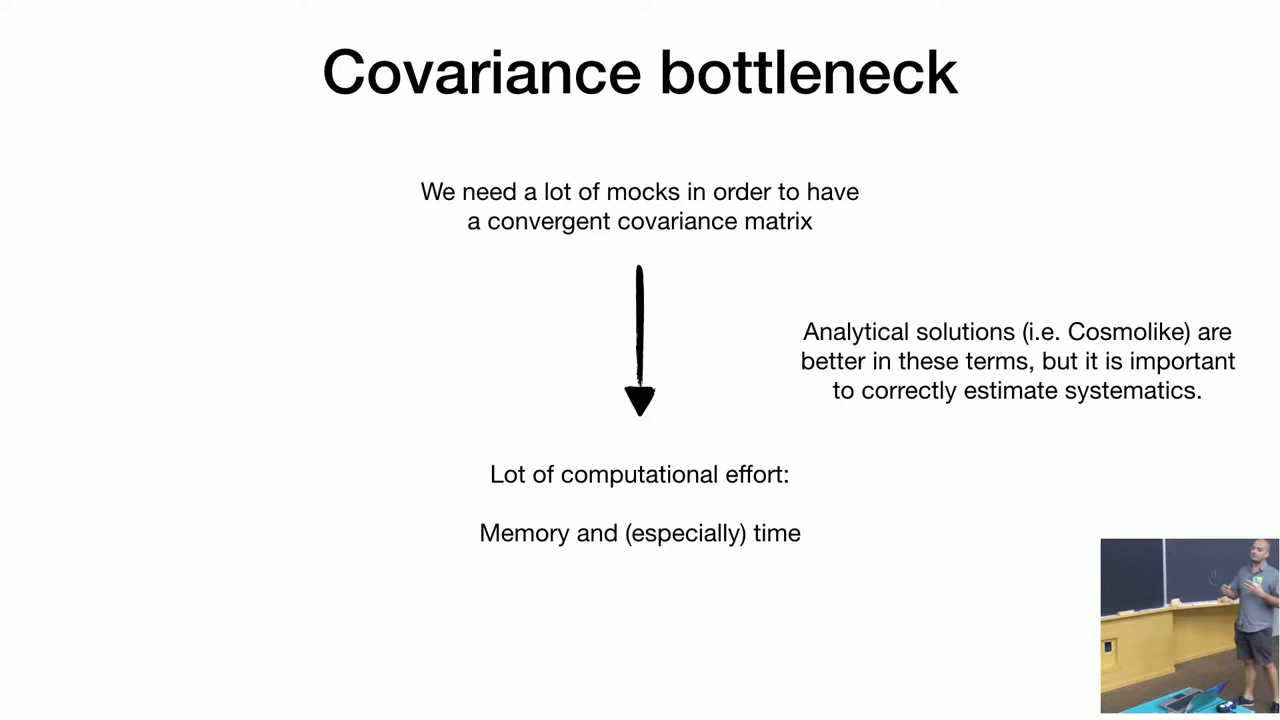 Covariance bottleneck
We need a lot of mocks in order to have
a convergent covariance matrix
Analytical solutions (i.e. Cosmolike) are
better in these terms, but it is important
to correctly estimate systematics.
Lot of computational effort:
Memory and (especially) time